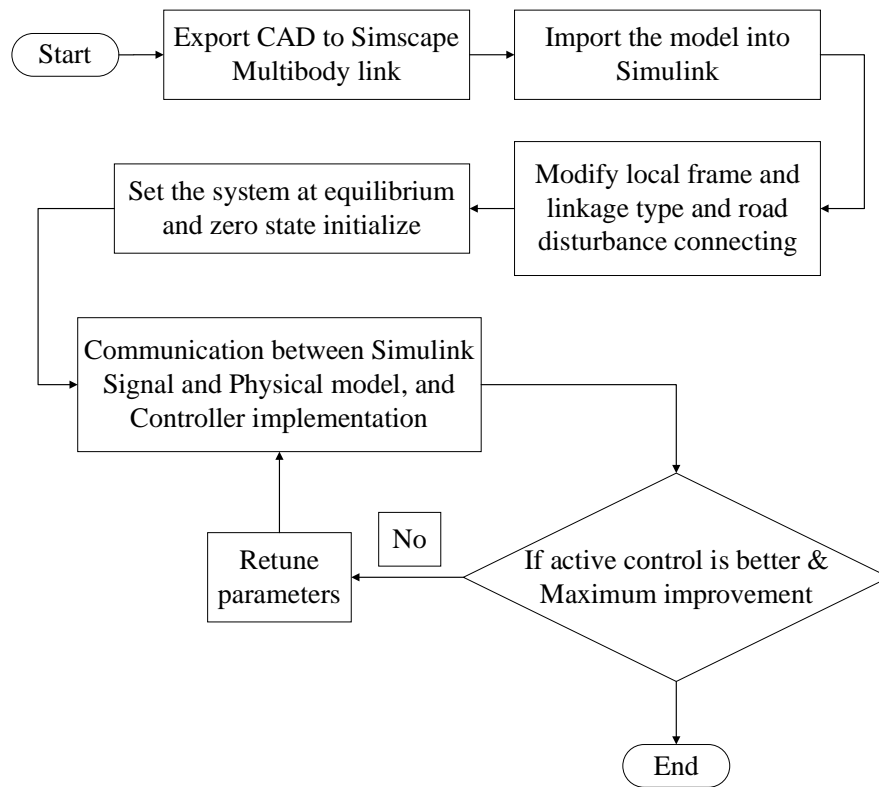 Start
Export CAD to Simscape
Multibody link
Import the model into
Simulink
Modify local frame and
linkage type and road
disturbance connecting
Set the system at equilibrium
and zero state initialize
Communication between Simulink
Signal and Physical model, and
Controller implementation
If active control is better &
Maximum improvement
No
Retune
parameters
End